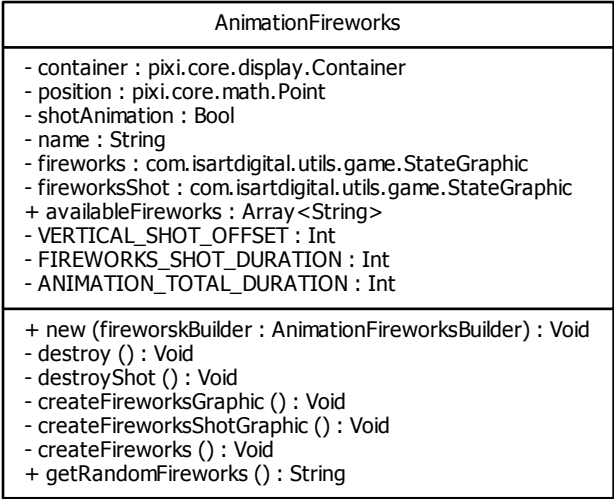 AnimationFireworks
- container : pixi.core.display.Container
- position : pixi.core.math.Point
- shotAnimation : Bool
- name : String
- fireworks : com.isartdigital.utils.game.StateGraphic
- fireworksShot : com.isartdigital.utils.game.StateGraphic
+ availableFireworks : Array<String>
- VERTICAL_SHOT_OFFSET : Int
- FIREWORKS_SHOT_DURATION : Int
- ANIMATION_TOTAL_DURATION : Int
+ new (fireworskBuilder : AnimationFireworksBuilder) : Void
- destroy () : Void
- destroyShot () : Void
- createFireworksGraphic () : Void
- createFireworksShotGraphic () : Void
- createFireworks () : Void
+ getRandomFireworks () : String